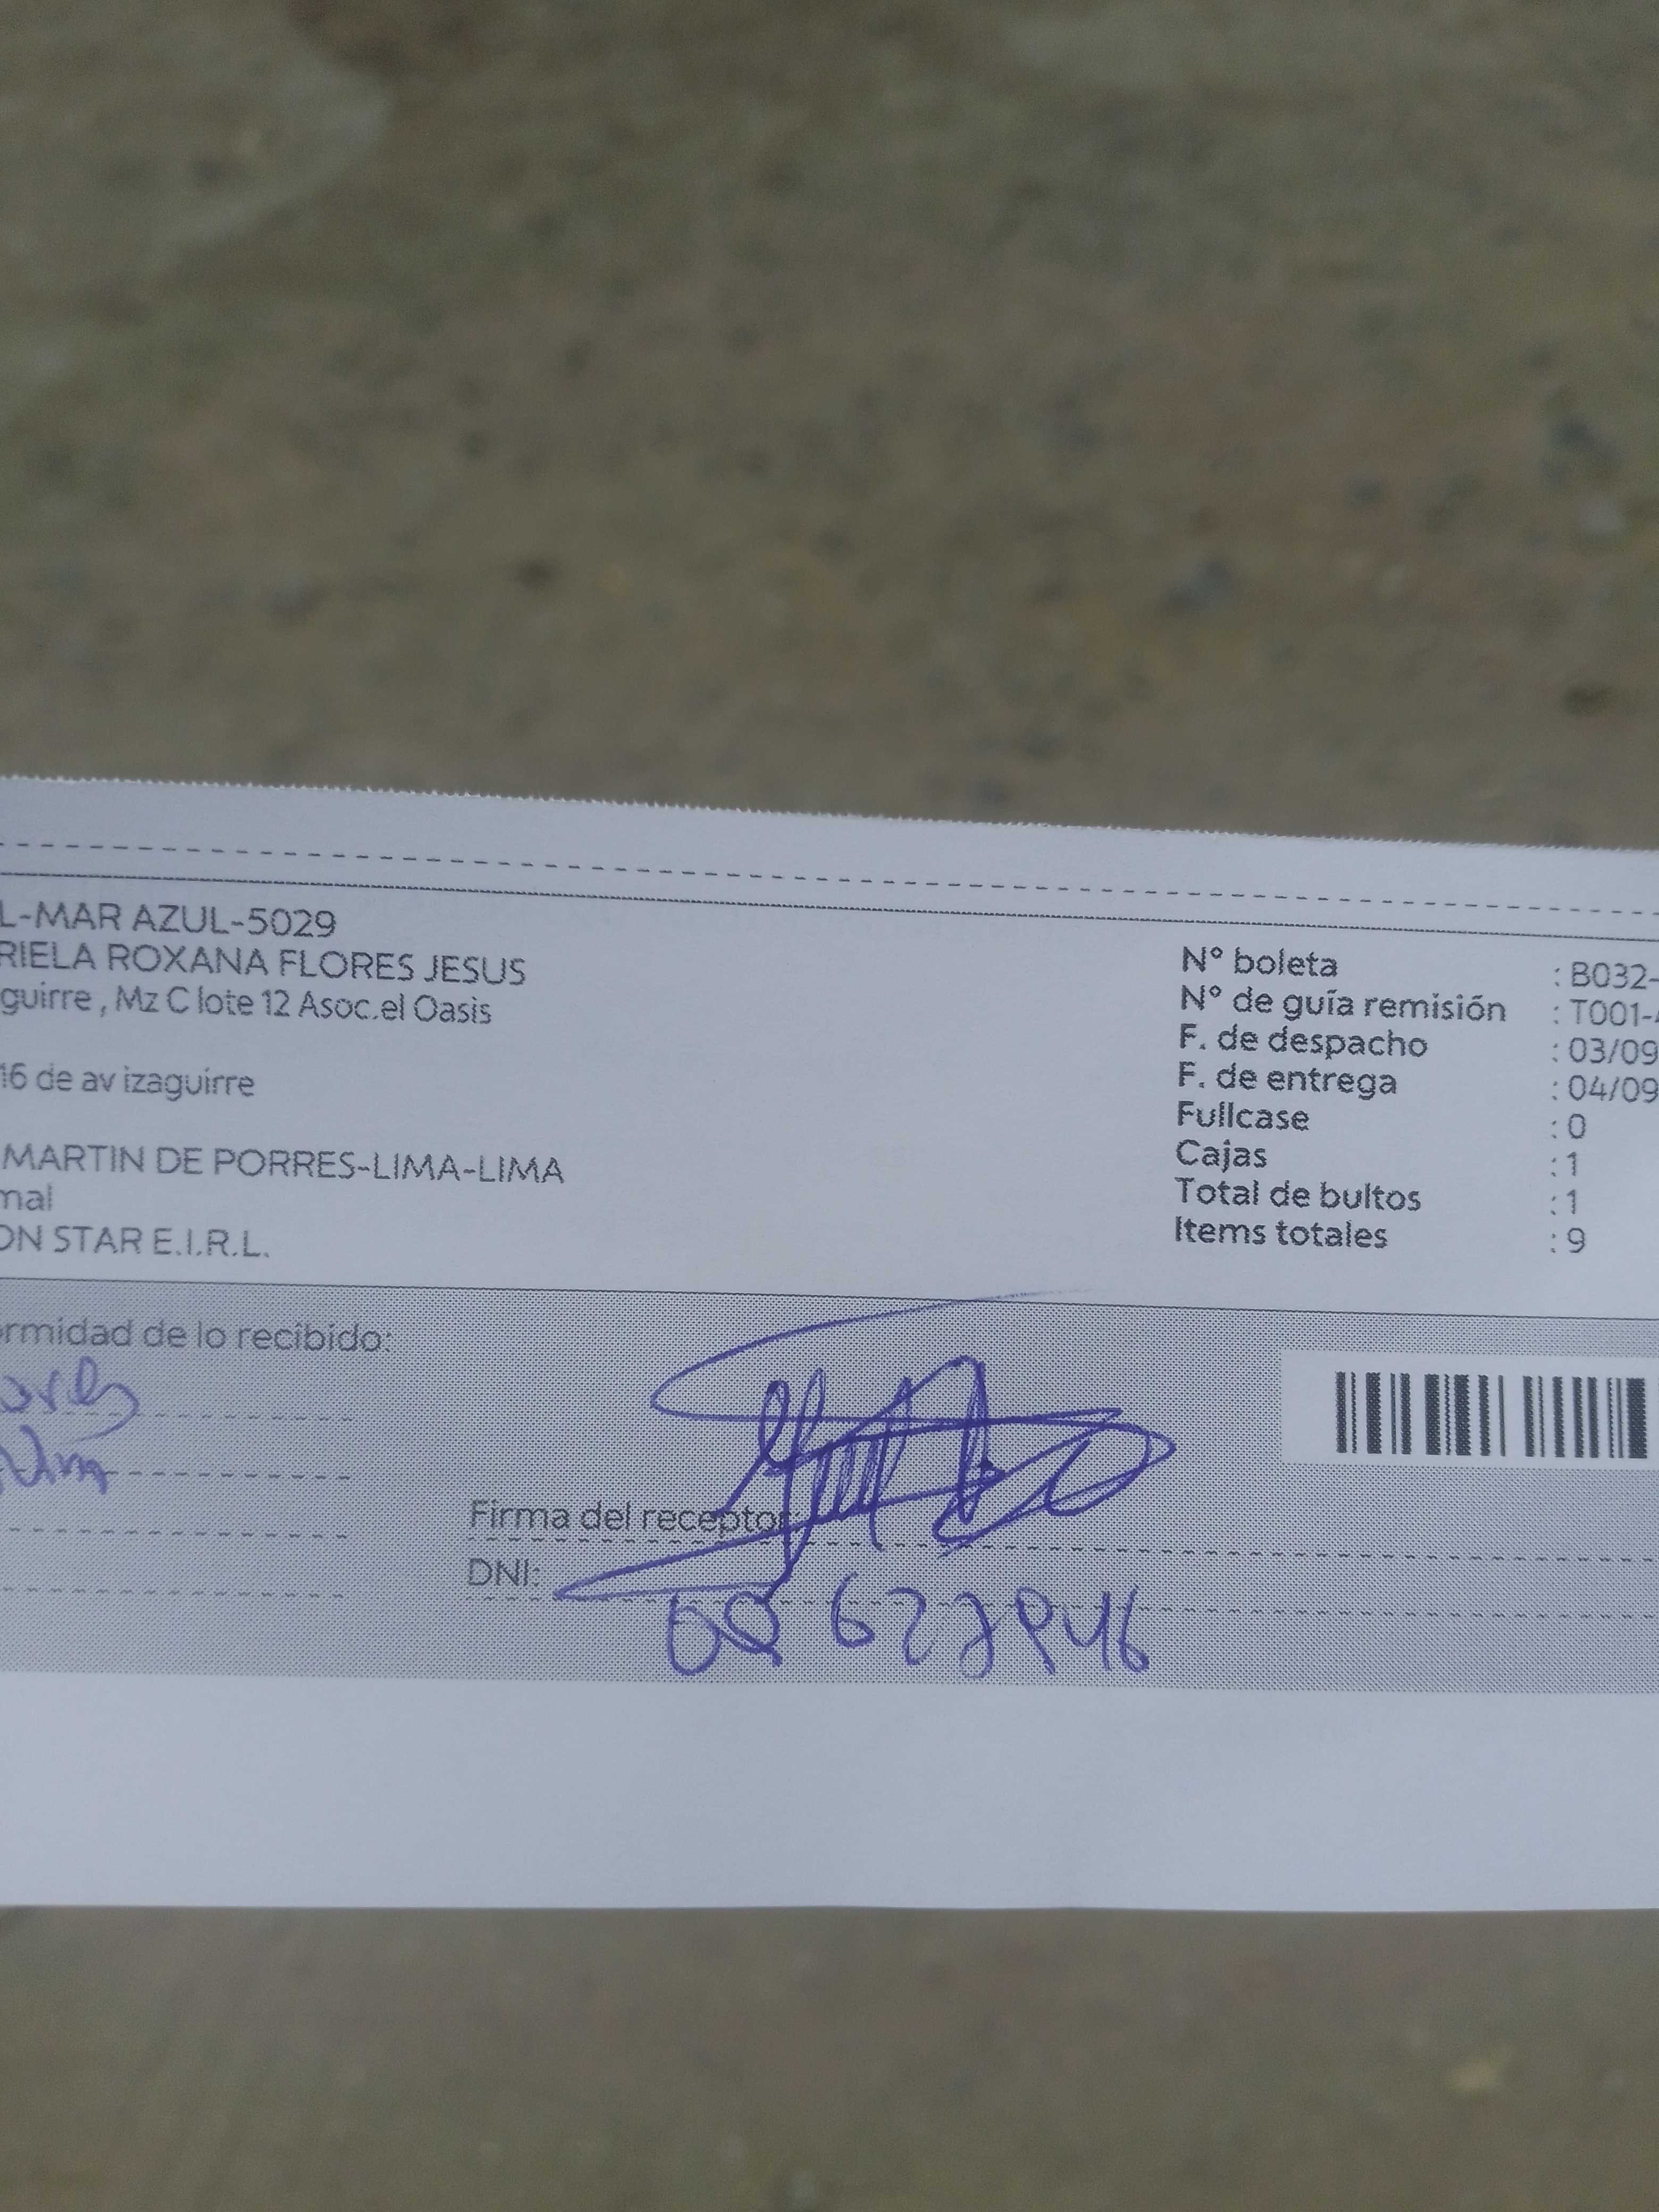 L-MAR AZUL-5029
RIELA ROXANA FLORES JESUS
guirre , Mz C lote 12 Asoc.el Oasis
16 de av izaguirre
MARTIN DE PORRES-LIMA-LIMA
mal
ON STAR E.I.R.L.
N° boleta : B032-
N° de guía remisión : T001-
F. de despacho : 03/09
F. de entrega : 04/09
Fullcase : 0
Cajas : 1
Total de bultos : 1
Items totales : 9
ormidad de lo recibido:
Firma del receptor
DNI: